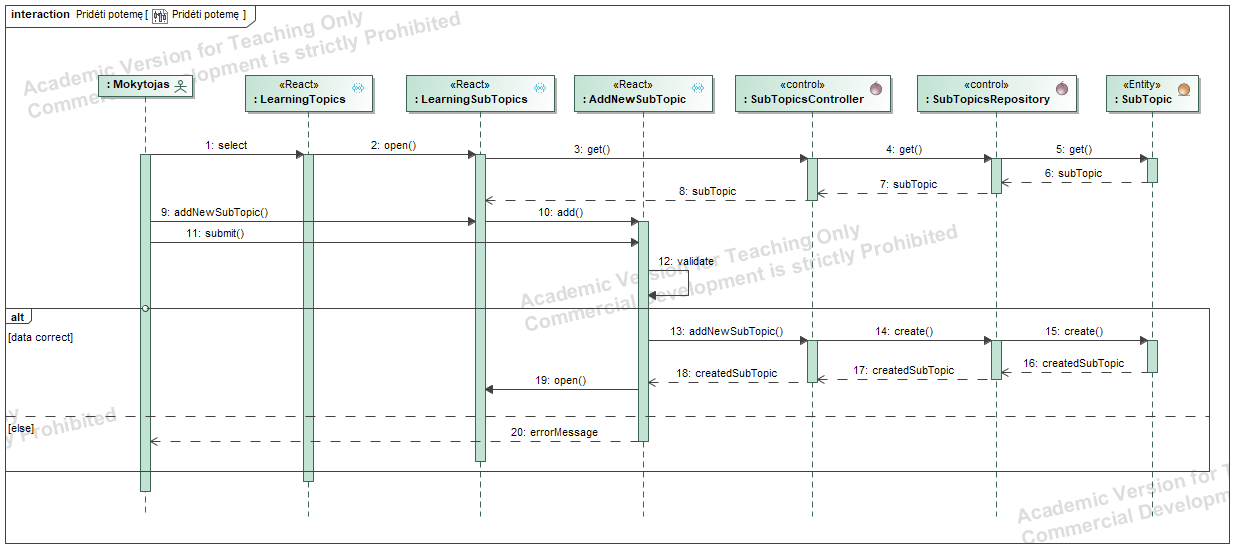 interaction Pridėti potemę [ Pridėti potemę ]
Academic Version for Teaching Only
Commercial Development is strictly Prohibited
: Mokytojas
«React»
: LearningTopics
«React»
: LearningSubTopics
«React»
: AddNewSubTopic
«control»
: SubTopicsController
«control»
: SubTopicsRepository
«Entity»
: SubTopic
1: select
2: open()
3: get()
4: get()
5: get()
6: subTopic
7: subTopic
8: subTopic
9: addNewSubTopic()
10: add()
11: submit()
12: validate
Academic Version for Teaching Only
Commercial Development is strictly Prohibited
alt
[data correct]
13: addNewSubTopic()
14: create()
15: create()
16: createdSubTopic
17: createdSubTopic
18: createdSubTopic
19: open()
y Prohibited
[else]
20: errorMessage
Academic Version for T
Commercial Developmen